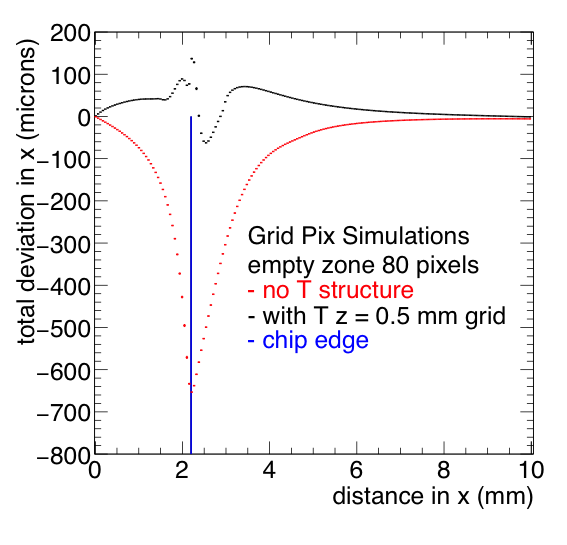 200
100
0
−100
−200
−300
−400
−500
−600
−700
−800
total deviation in x (microns)
Grid Pix Simulations
empty zone 80 pixels
- no T structure
- with T z = 0.5 mm grid
- chip edge
0 2 4 6 8 10
distance in x (mm)